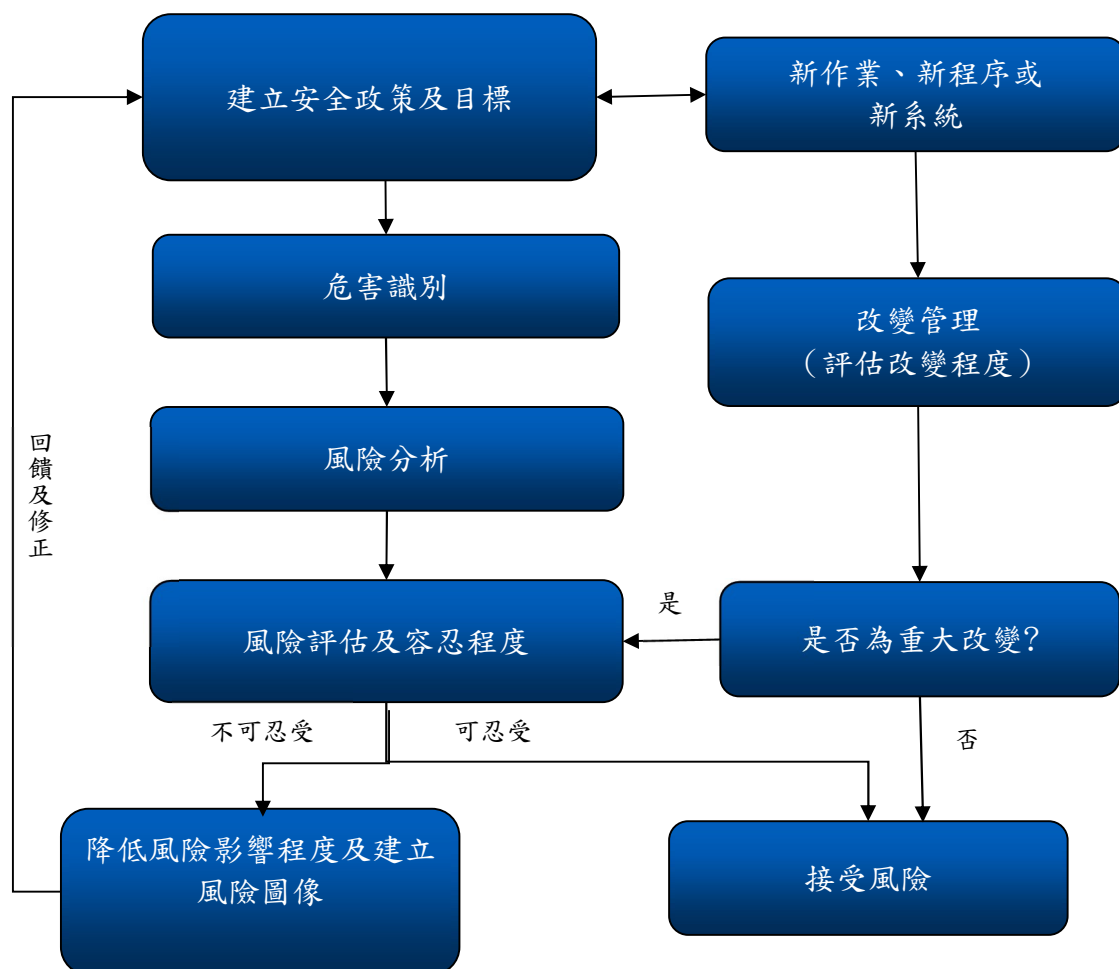 建立安全政策及目標
新作業、新程序或
新系統
危害識別
改變管理
（評估改變程度）
回饋及修正
風險分析
風險評估及容忍程度
是
是否為重大改變?
不可忍受
可忍受
否
降低風險影響程度及建立
風險圖像
接受風險